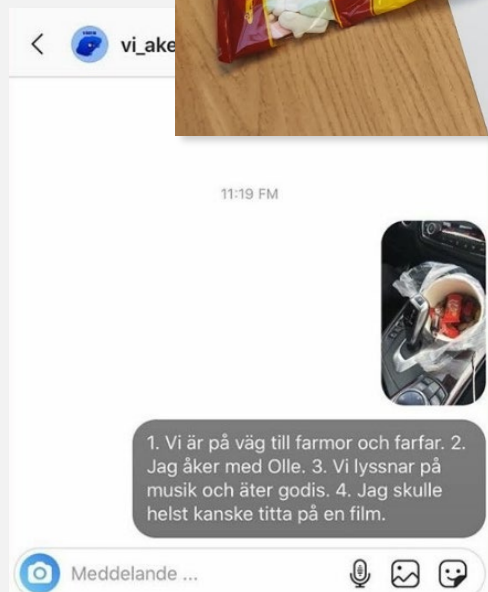 vi_ake
11:19 PM
1. Vi är på väg till farmor och farfar. 2.
Jag åker med Olle. 3. Vi lyssnar på
musik och äter godis. 4. Jag skulle
helst kanske titta på en film.
Meddelande ...